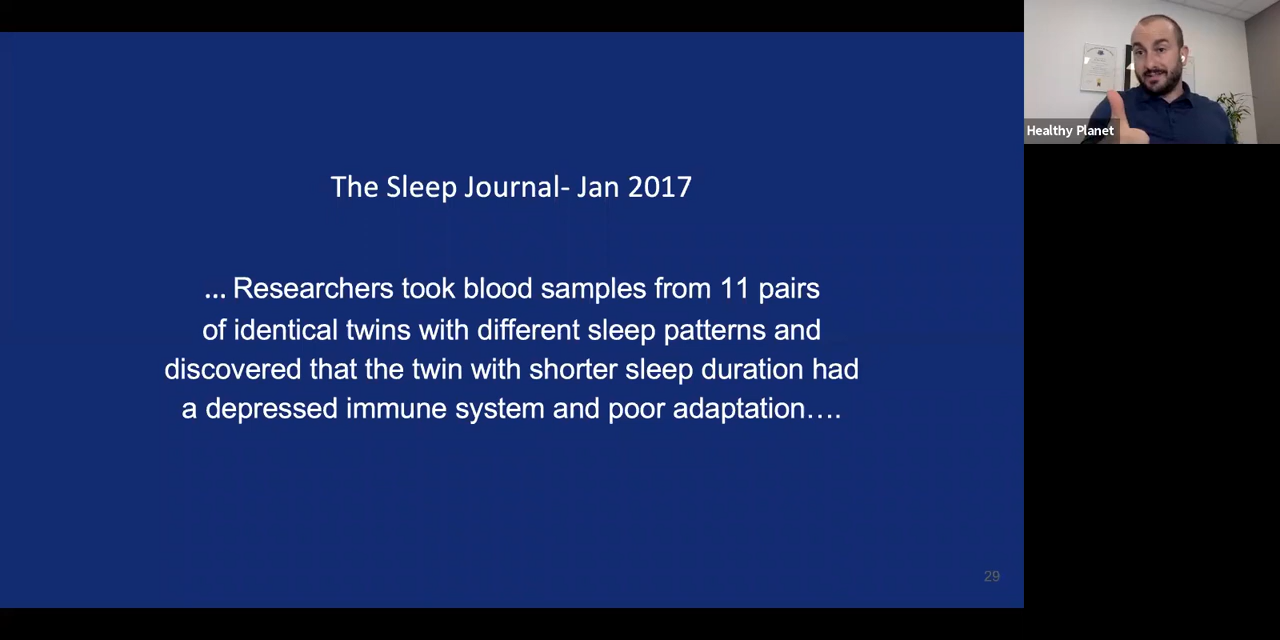 Healthy Planet
The Sleep Journal- Jan 2017
... Researchers took blood samples from 11 pairs
of identical twins with different sleep patterns and
discovered that the twin with shorter sleep duration had
a depressed immune system and poor adaptation….
29